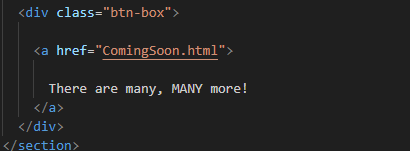 <div class="btn-box">
<a href="ComingSoon.html">
There are many, MANY more!
</a>
</div>
</section>